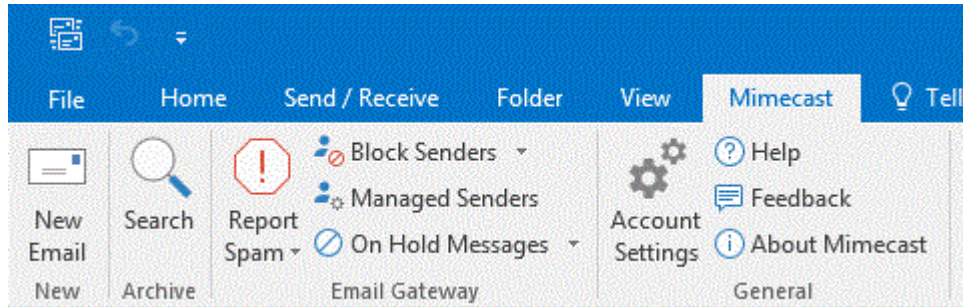 File Home Send / Receive Folder View Mimecast Tell
New Email
Search
Report Spam
Block Senders
Managed Senders
On Hold Messages
Account Settings
Help
Feedback
About Mimecast
New Archive Email Gateway General